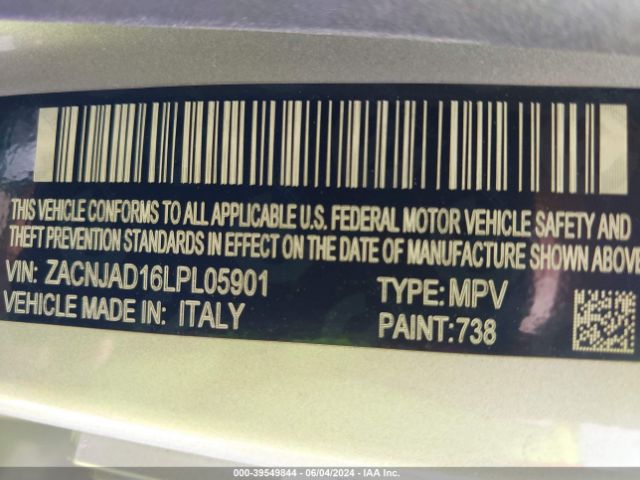 THIS VEHICLE CONFORMS TO ALL APPLICABLE U.S. FEDERAL MOTOR VEHICLE SAFETY AND
THEFT PREVENTION STANDARDS IN EFFECT ON THE DATE OF MANUFACTURE SHOWN ABOVE
VIN: ZACNJAD16LPL05901 TYPE: MPV
VEHICLE MADE IN: ITALY PAINT:738
000-39549844 - 06/04/2024 - IAA Inc.